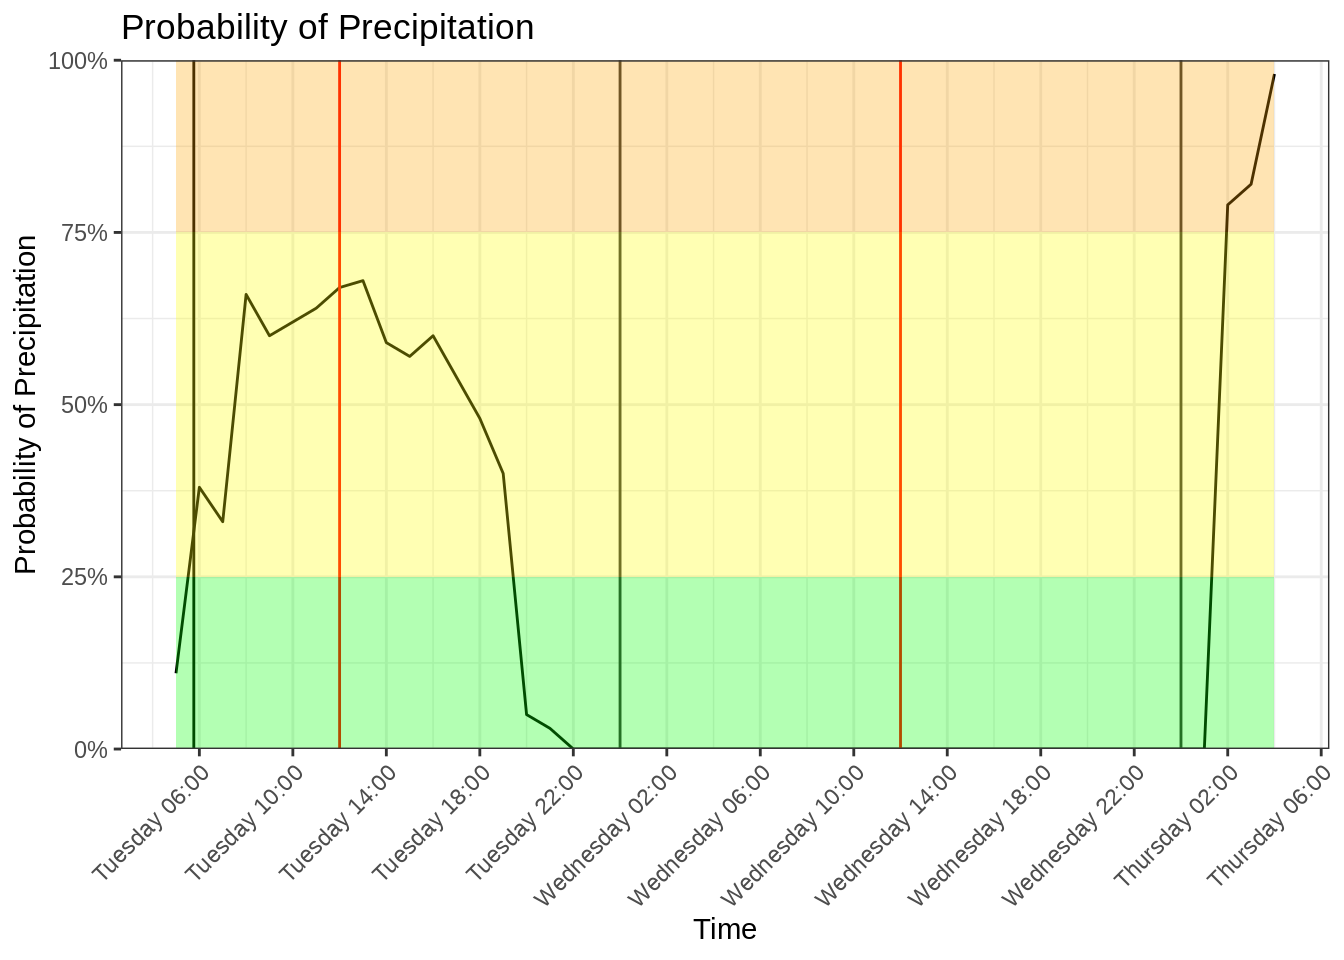 Probability of Precipitation
100%
75%
50%
25%
0%
Probability of Precipitation
Tuesday 06:00
Tuesday 10:00
Tuesday 14:00
Tuesday 18:00
Tuesday 22:00
Wednesday 02:00
Wednesday 06:00
Wednesday 10:00
Wednesday 14:00
Wednesday 18:00
Wednesday 22:00
Thursday 02:00
Thursday 06:00
Time